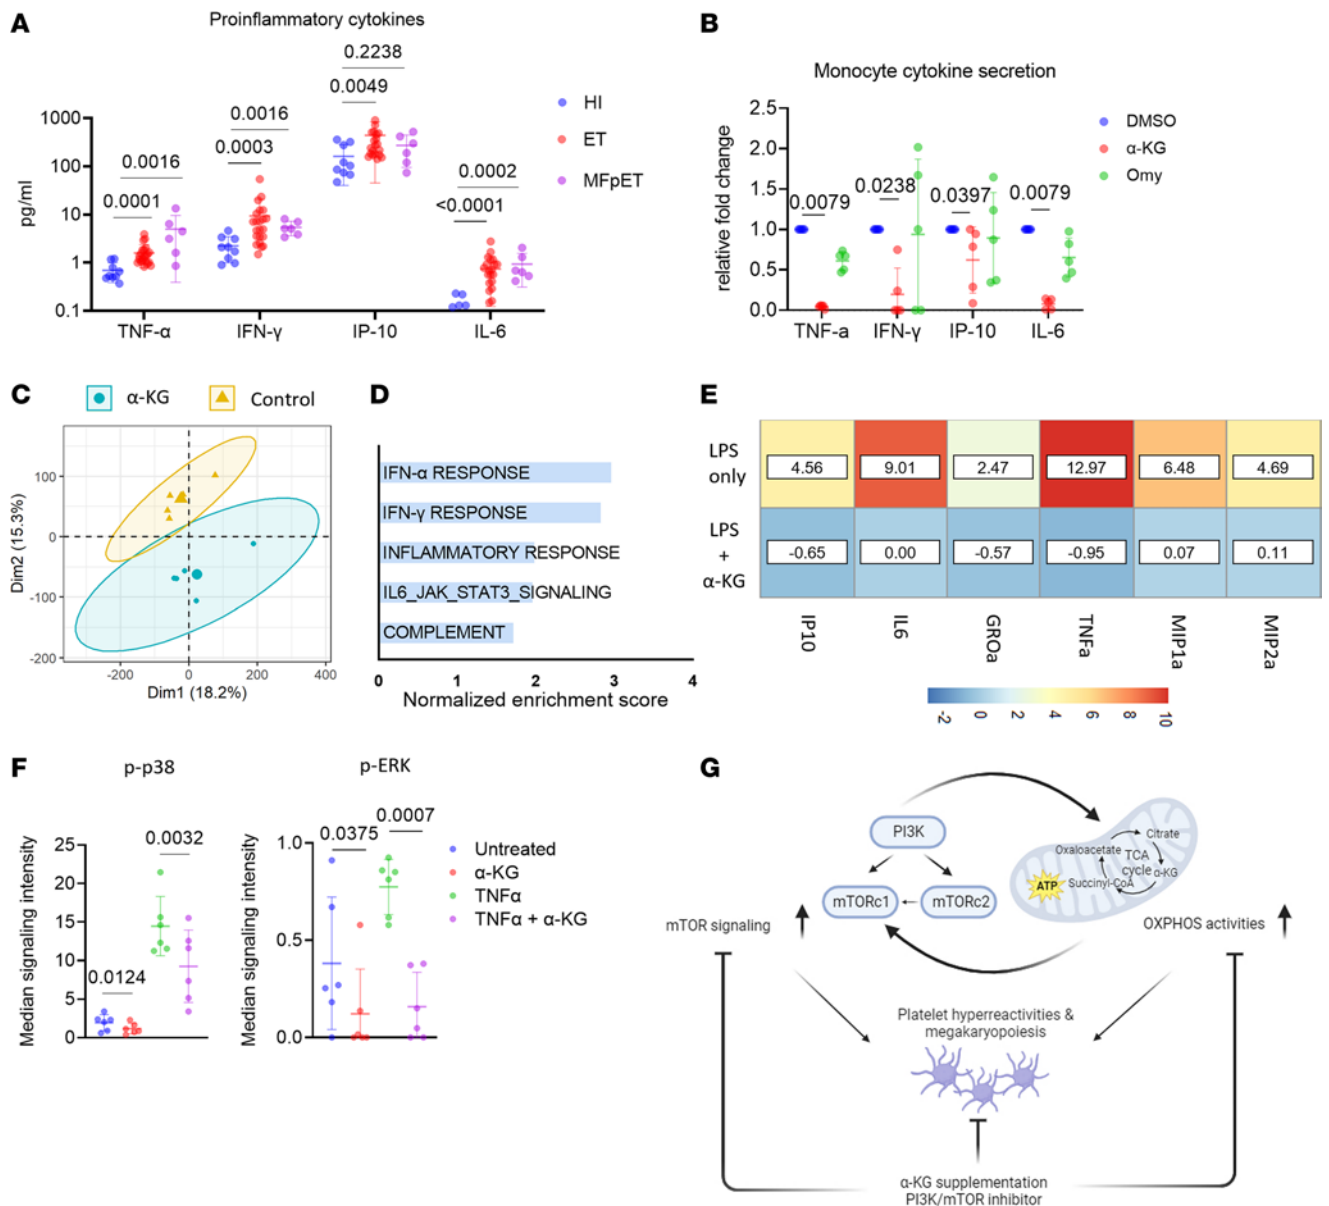 A
Proinflammatory cytokines
0.2238
0.0049
0.0016
0.0003
0.0016
0.0001
0.0002
<0.0001
HI
ET
MFpET
pg/ml
1000
100
10
1
0.1
TNF-α
IFN-γ
IP-10
IL-6
B
Monocyte cytokine secretion
DMSO
α-KG
Omy
relative fold change
2.5
2.0
1.5
1.0
0.5
0.0
0.0079
0.0238
0.0397
0.0079
TNF-a
IFN-γ
IP-10
IL-6
C
α-KG
Control
Dim2 (15.3%)
100
0
-100
-200
-200
0
200
400
Dim1 (18.2%)
D
IFN-α RESPONSE
IFN-γ RESPONSE
INFLAMMATORY RESPONSE
IL6_JAK_STAT3_SIGNALING
COMPLEMENT
0
1
2
3
4
Normalized enrichment score
E
LPS
only
4.56
9.01
2.47
12.97
6.48
4.69
LPS
+
α-KG
-0.65
0.00
-0.57
-0.95
0.07
0.11
IP10
IL6
GROa
TNFa
MIP1a
MIP2a
-2
0
2
4
6
8
10
F
p-p38
Median signaling intensity
25
20
15
10
5
0
0.0124
0.0032
p-ERK
Median signaling intensity
1.0
0.5
0.0
0.0375
0.0007
Untreated
α-KG
TNFα
TNFα + α-KG
G
PI3K
mTORc1
mTORc2
Citrate
Oxaloacetate
TCA
cycle
α-KG
Succinyl-CoA
ATP
mTOR signaling
OXPHOS activities
Platelet hyperreactivities &
megakaryopoiesis
α-KG supplementation
PI3K/mTOR inhibitor